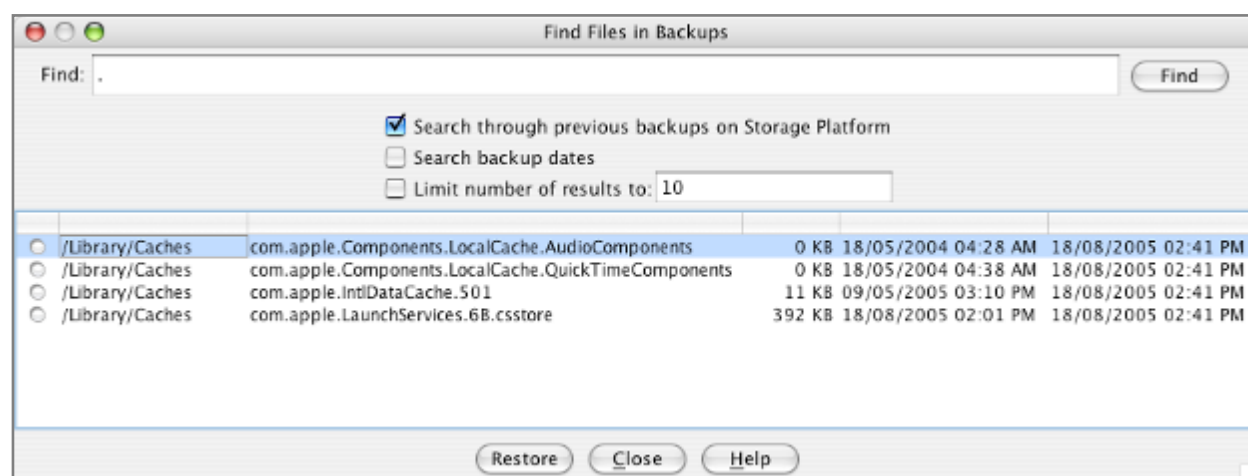 Find Files in Backups
Find: . Find
Search through previous backups on Storage Platform
Search backup dates
Limit number of results to: 10
/Library/Caches com.apple.Components.LocalCache.AudioComponents 0 KB 18/05/2004 04:28 AM 18/08/2005 02:41 PM
/Library/Caches com.apple.Components.LocalCache.QuickTimeComponents 0 KB 18/05/2004 04:38 AM 18/08/2005 02:41 PM
/Library/Caches com.apple.IntlDataCache.501 11 KB 09/05/2005 03:10 PM 18/08/2005 02:41 PM
/Library/Caches com.apple.LaunchServices.6B.csstore 392 KB 18/08/2005 02:01 PM 18/08/2005 02:41 PM
Restore Close Help